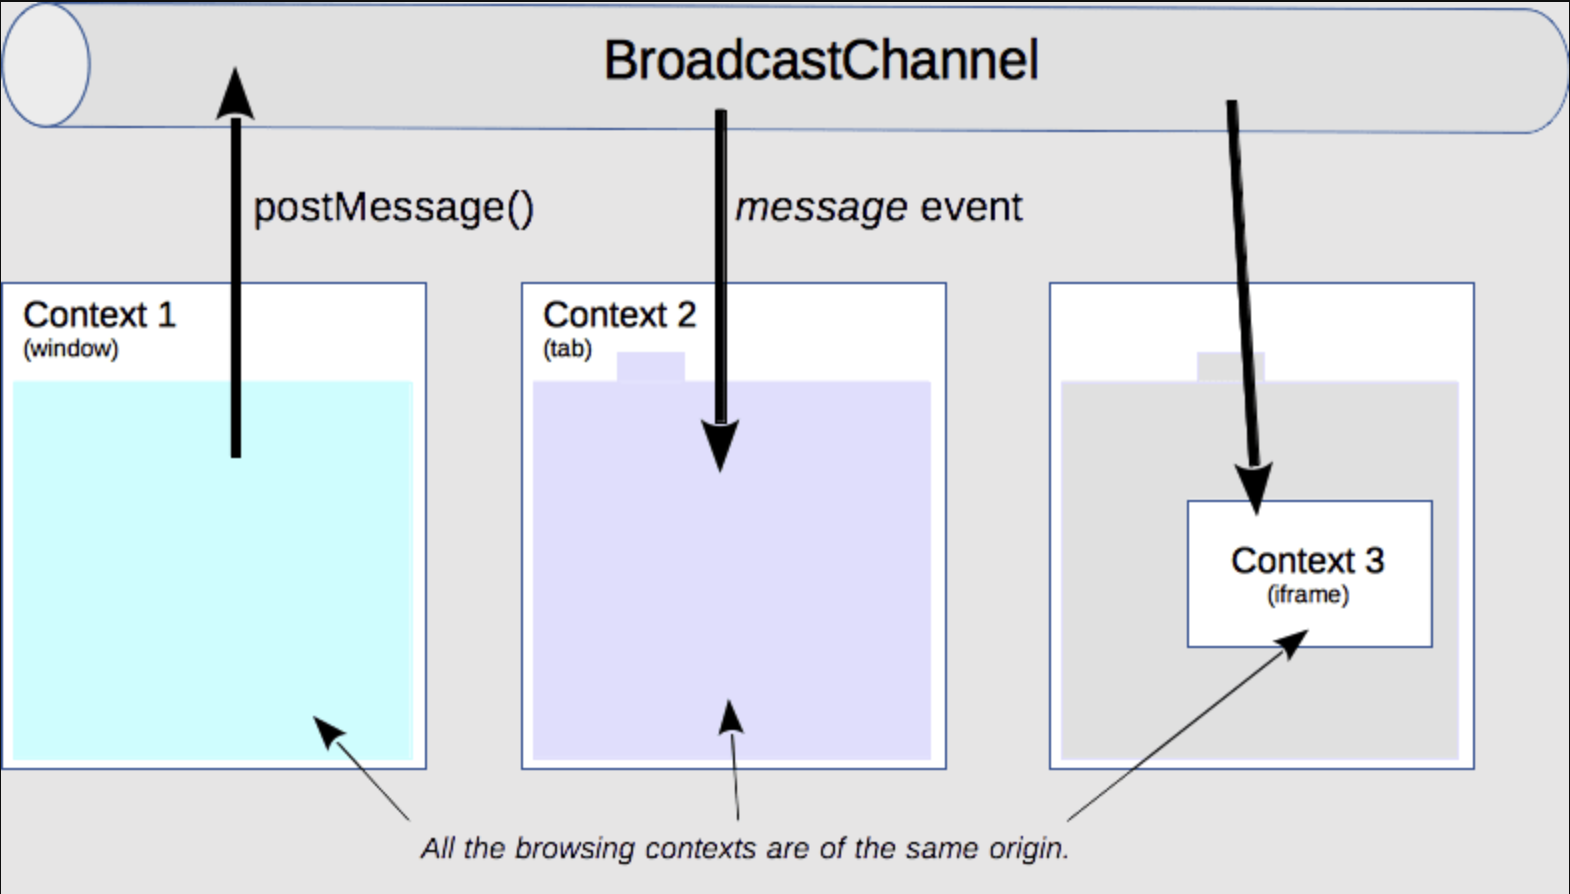 BroadcastChannel
postMessage()
message event
Context 1
(window)
Context 2
(tab)
Context 3
(iframe)
All the browsing contexts are of the same origin.